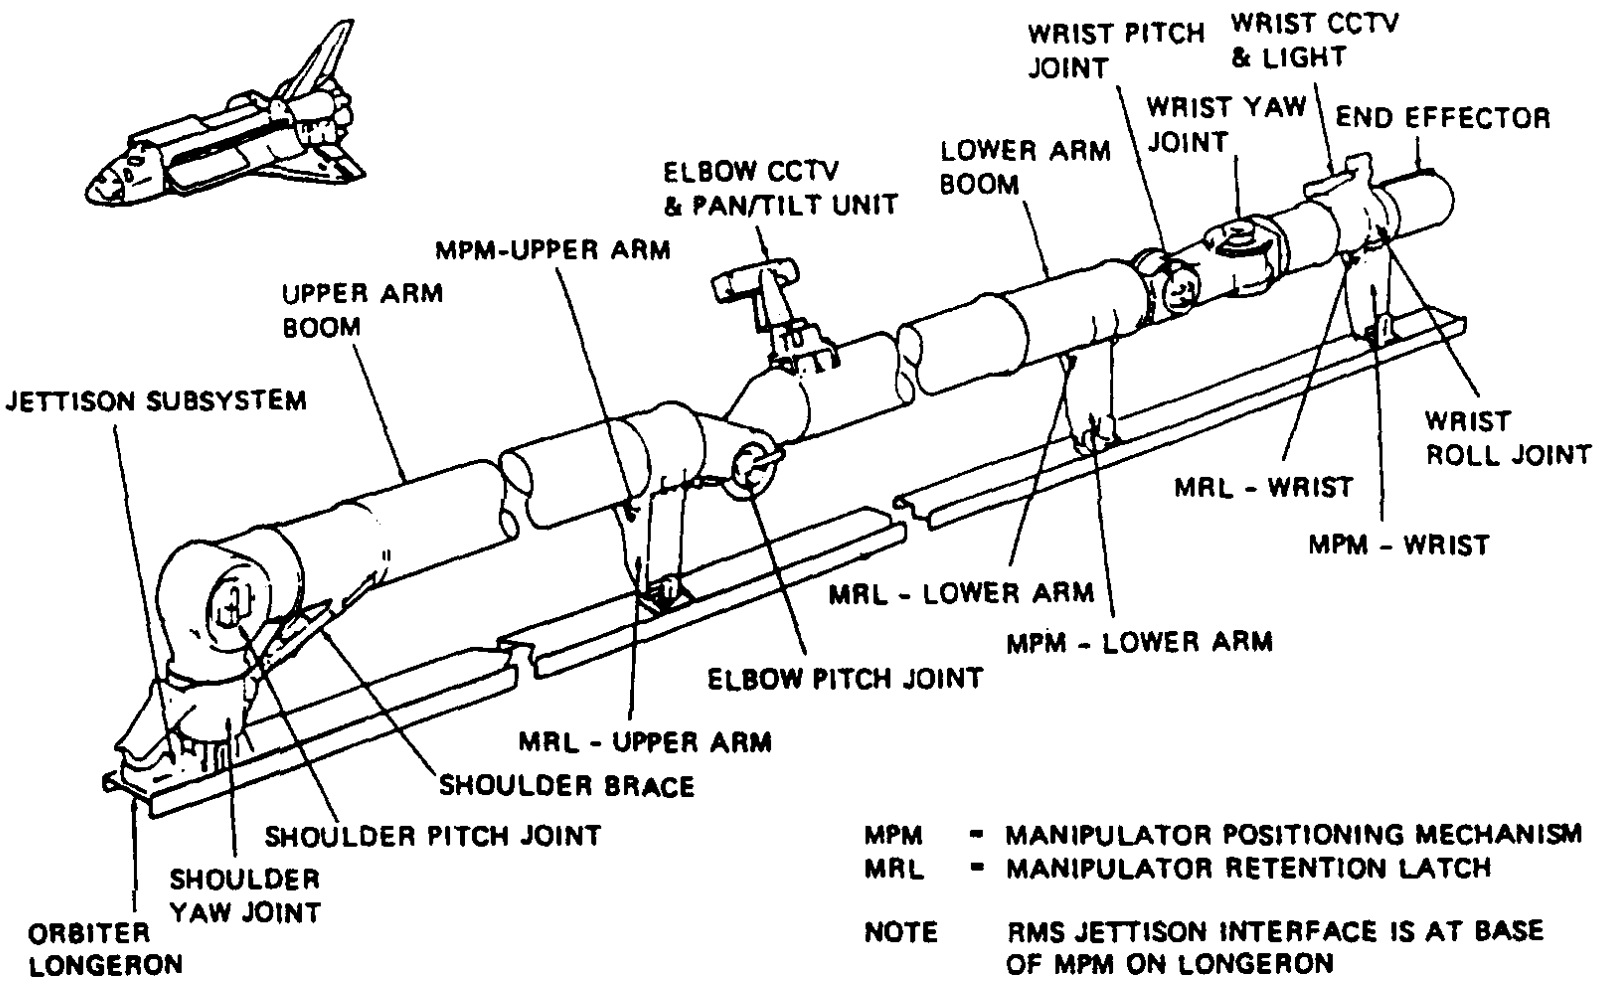 WRIST PITCH
JOINT
WRIST CCTV
& LIGHT
WRIST YAW
JOINT
END EFFECTOR
LOWER ARM
BOOM
ELBOW CCTV
& PAN/TILT UNIT
MPM-UPPER ARM
UPPER ARM
BOOM
JETTISON SUBSYSTEM
WRIST
ROLL JOINT
MRL - WRIST
MPM - WRIST
MRL - LOWER ARM
MPM - LOWER ARM
ELBOW PITCH JOINT
MRL - UPPER ARM
SHOULDER BRACE
SHOULDER PITCH JOINT
SHOULDER
YAW JOINT
ORBITER
LONGERON
MPM = MANIPULATOR POSITIONING MECHANISM
MRL = MANIPULATOR RETENTION LATCH
NOTE RMS JETTISON INTERFACE IS AT BASE
OF MPM ON LONGERON